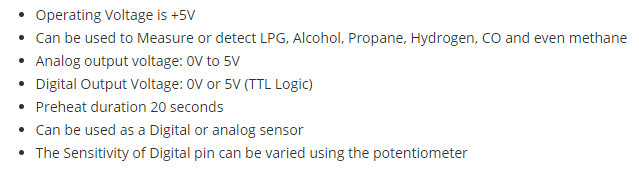 • Operating Voltage is +5V
• Can be used to Measure or detect LPG, Alcohol, Propane, Hydrogen, CO and even methane
• Analog output voltage: 0V to 5V
• Digital Output Voltage: 0V or 5V (TTL Logic)
• Preheat duration 20 seconds
• Can be used as a Digital or analog sensor
• The Sensitivity of Digital pin can be varied using the potentiometer